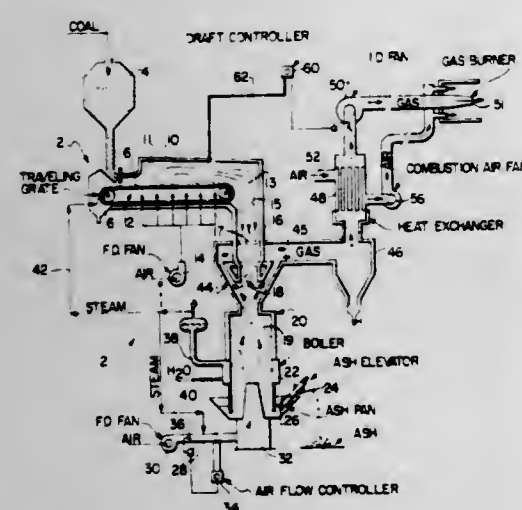 COAL
DRAFT CONTROLLER
4
62
60
I D FAN
GAS BURNER
50
GAS
51
2
6
11
10
52
AIR
AIR
COMBUSTION AIR FAN
TRAVELING
GRATE
13
15
16
48
56
6
12
17
45
HEAT EXCHANGER
42
F.D. FAN
AIR
14
44
GAS
46
18
STEAM
20
19
BOILER
2
STEAM
38
H2O
22
ASH ELEVATOR
24
40
26
ASH PAN
F.D. FAN
36
ASH
AIR
30
28
32
34
AIR FLOW CONTROLLER